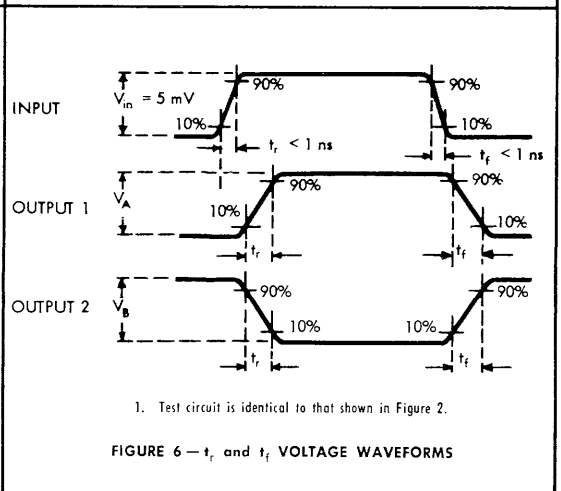 INPUT
V_in = 5 mV
90%
90%
10%
10%
t_r < 1 ns
t_f < 1 ns
OUTPUT 1
V_A
90%
90%
10%
10%
t_r
t_f
OUTPUT 2
V_B
90%
90%
10%
10%
t_r
t_f
1. Test circuit is identical to that shown in Figure 2.
FIGURE 6 — t_r and t_f VOLTAGE WAVEFORMS